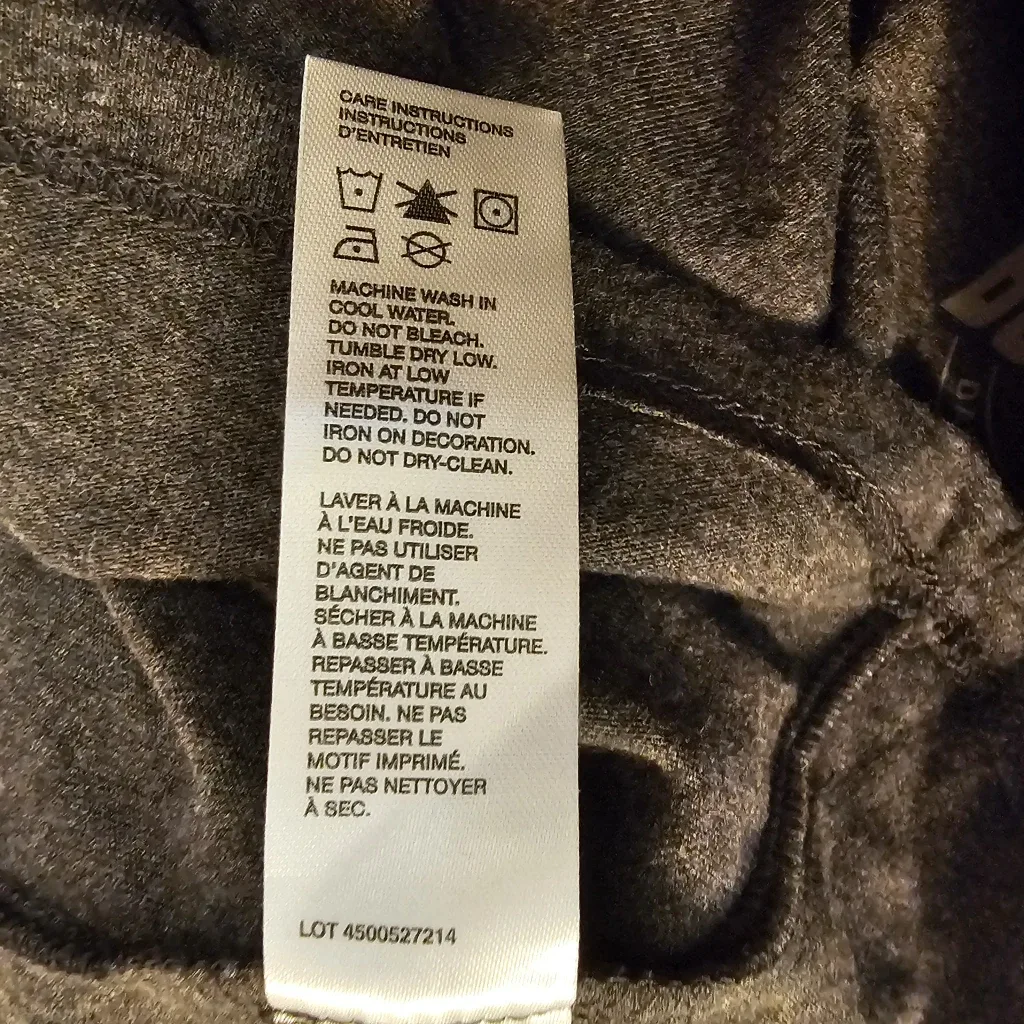 CARE INSTRUCTIONS
INSTRUCTIONS
D'ENTRETIEN
MACHINE WASH IN
COOL WATER.
DO NOT BLEACH.
TUMBLE DRY LOW.
IRON AT LOW
TEMPERATURE IF
NEEDED. DO NOT
IRON ON DECORATION.
DO NOT DRY-CLEAN.
LAVER À LA MACHINE
À L'EAU FROIDE.
NE PAS UTILISER
D'AGENT DE
BLANCHIMENT.
SÉCHER À LA MACHINE
À BASSE TEMPÉRATURE.
REPASSER À BASSE
TEMPÉRATURE AU
BESOIN. NE PAS
REPASSER LE
MOTIF IMPRIMÉ.
NE PAS NETTOYER
À SEC.
LOT 4500527214